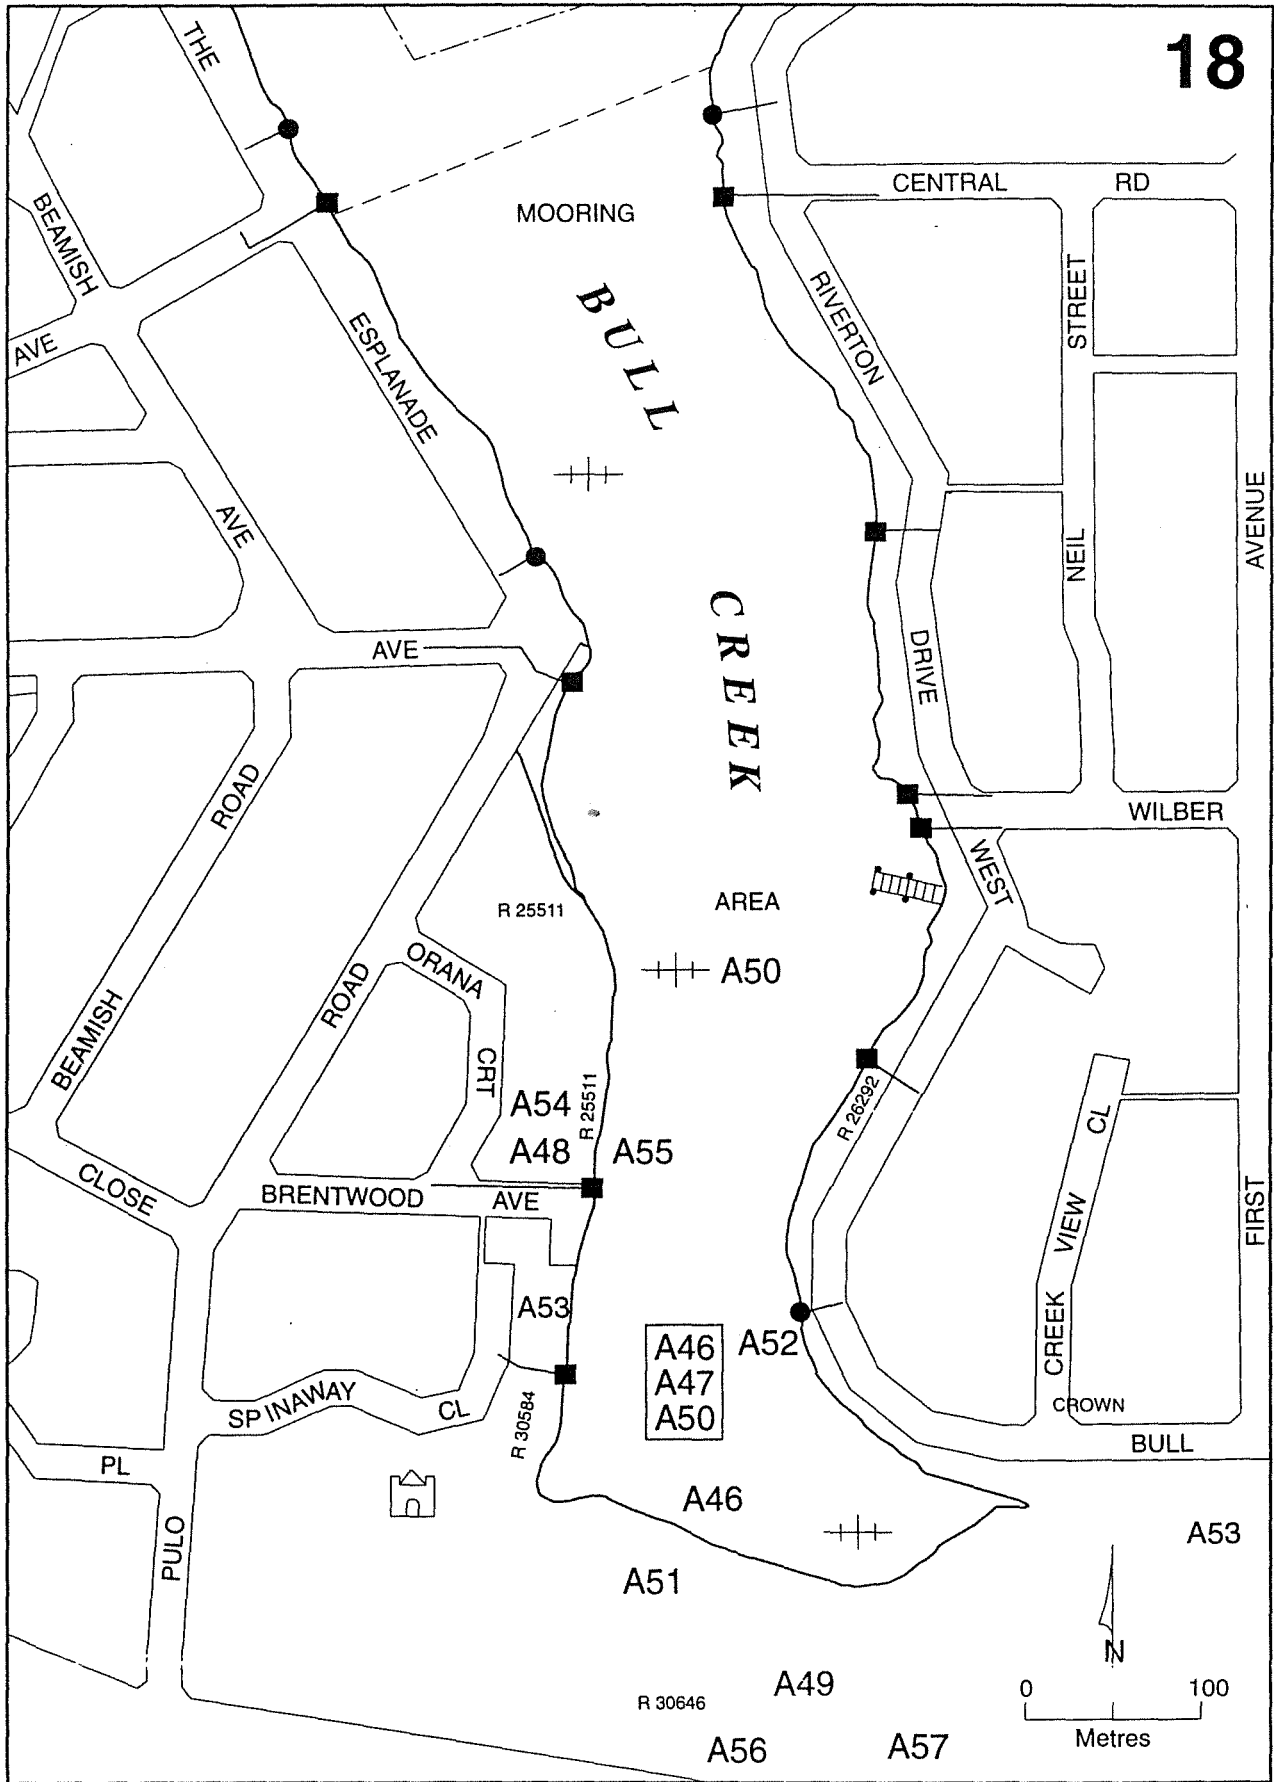 18
THE
CENTRAL RD
MOORING
BEAMISH
AVE
BULL
RIVERTON
STREET
ESPLANADE
AVE
AVENUE
NEIL
CREEK
DRIVE
AVE
ROAD
WILBER
WEST
AREA
R 25511
A50
ORANA
CRT
ROAD
BEAMISH
A54
R 25511
A48
A55
R 26292
CL
VIEW
CREEK
CLOSE
BRENTWOOD AVE
FIRST
A53
A46
A52
A47
A50
SPINAWAY
CL
R 30584
CROWN
BULL
PL
A46
PULO
A53
A51
N
A49
R 30646
0 100
Metres
A56
A57